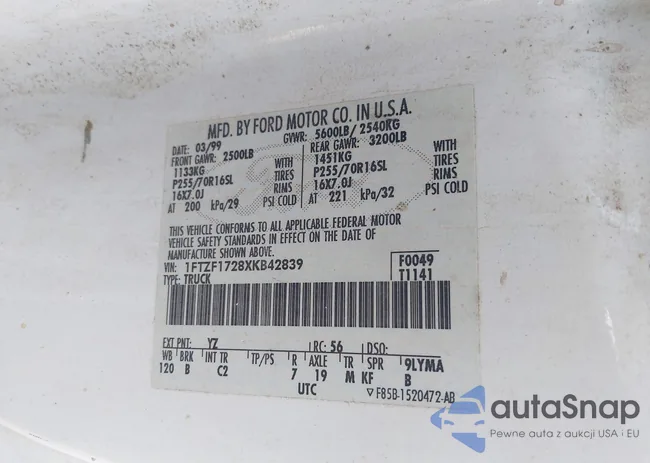 MFD. BY FORD MOTOR CO. IN U.S.A.
DATE: 03/99 GVWR: 5600LB/ 2540KG
FRONT GAWR: 2500LB REAR GAWR: 3200LB
1133KG WITH 1451KG WITH
P255/70R16SL TIRES P255/70R16SL TIRES
16X7.0J RIMS 16X7.0J RIMS
AT 200 kPa/29 PSI COLD AT 221 kPa/32 PSI COLD
THIS VEHICLE CONFORMS TO ALL APPLICABLE FEDERAL MOTOR
VEHICLE SAFETY STANDARDS IN EFFECT ON THE DATE OF
MANUFACTURE SHOWN ABOVE.
VIN: 1FTZF1728XKB42839 F0049
TYPE: TRUCK T1141
EXT PNT: YZ RC: 56 DSO:
WB BRK INT TR TP/PS R AXLE TR SPR 9LYMA
120 B C2 7 19 M KF B
UTC ▽ F85B-1520472-AB
autaSnap
Pewne auta z aukcji USA i EU